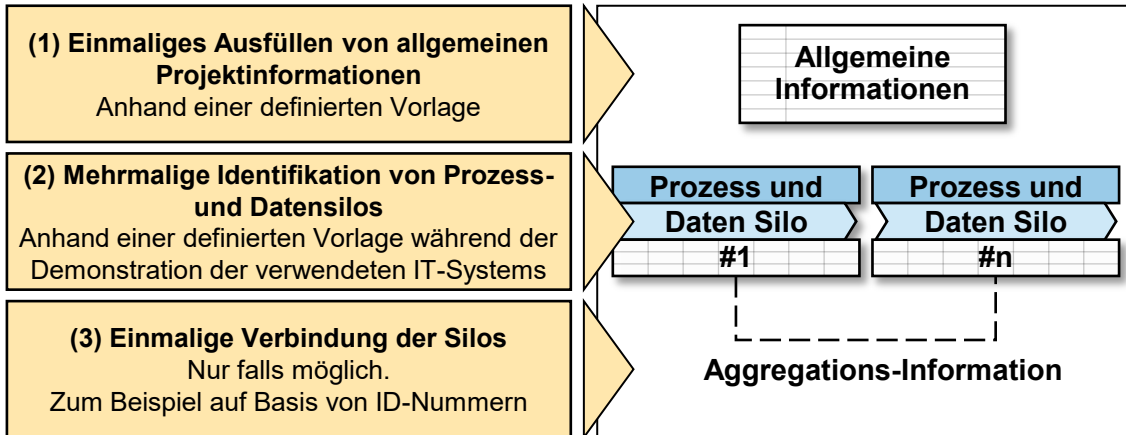 (1) Einmaliges Ausfüllen von allgemeinen
Projektinformationen
Anhand einer definierten Vorlage
Allgemeine
Informationen
(2) Mehrmalige Identifikation von Prozess-
und Datensilos
Anhand einer definierten Vorlage während der
Demonstration der verwendeten IT-Systems
Prozess und
Daten Silo
#1
Prozess und
Daten Silo
#n
(3) Einmalige Verbindung der Silos
Nur falls möglich.
Zum Beispiel auf Basis von ID-Nummern
Aggregations-Information